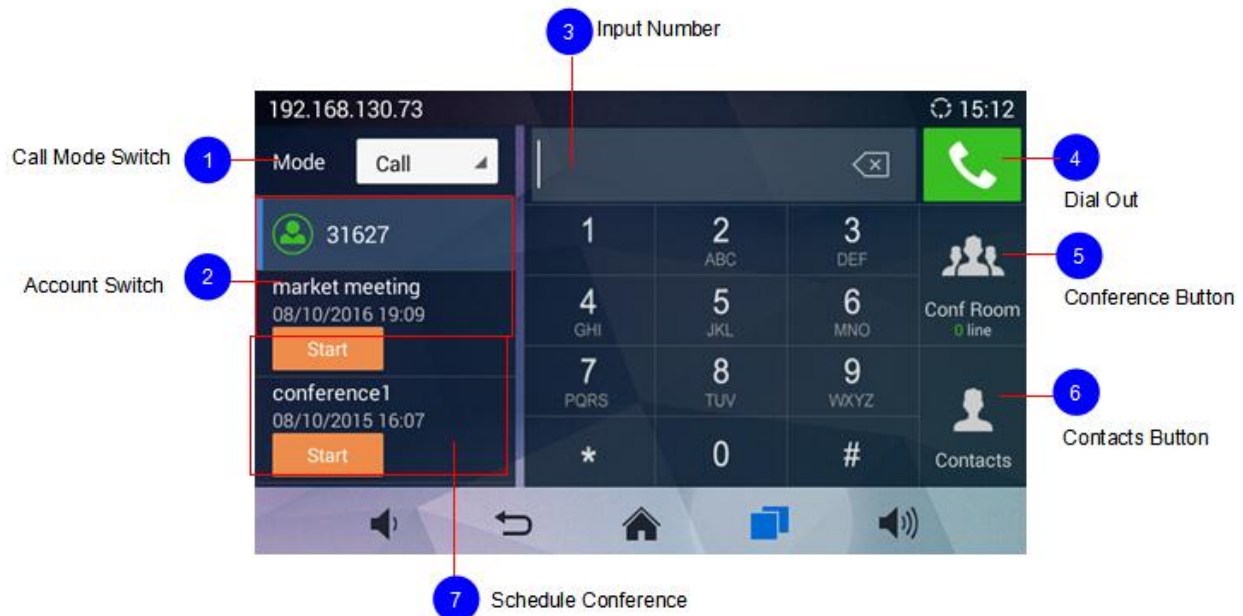 3 Input Number
192.168.130.73
15:12
Call Mode Switch 1
Mode Call
4
Dial Out
31627
1 2 3
ABC DEF
5
Conference Button
Account Switch 2
market meeting
08/10/2016 19:09
Start
4 5 6
GHI JKL MNO
Conf Room
0 line
conference1
08/10/2015 16:07
Start
7 8 9
PQRS TUV WXYZ
6
Contacts Button
* 0 #
Contacts
7 Schedule Conference